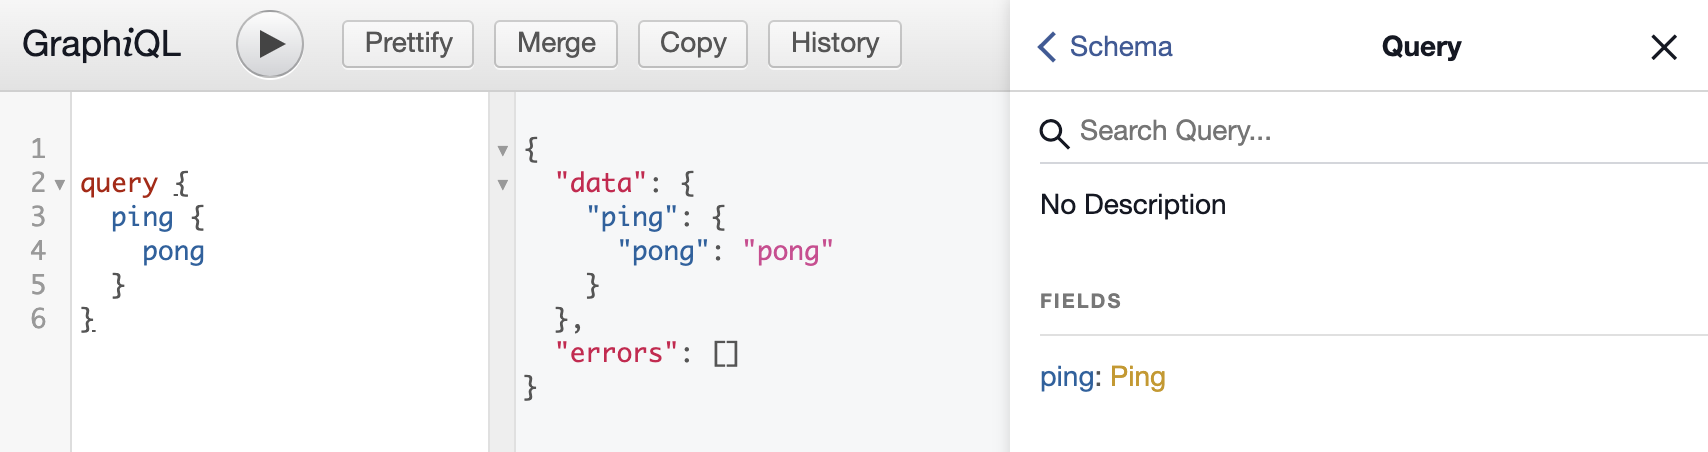 GraphiQL Prettify Merge Copy History
1
2 query {
3 ping {
4 pong
5 }
6 }
{
"data": {
"ping": {
"pong": "pong"
}
},
"errors": []
}
Schema Query
Search Query...
No Description
FIELDS
ping: Ping